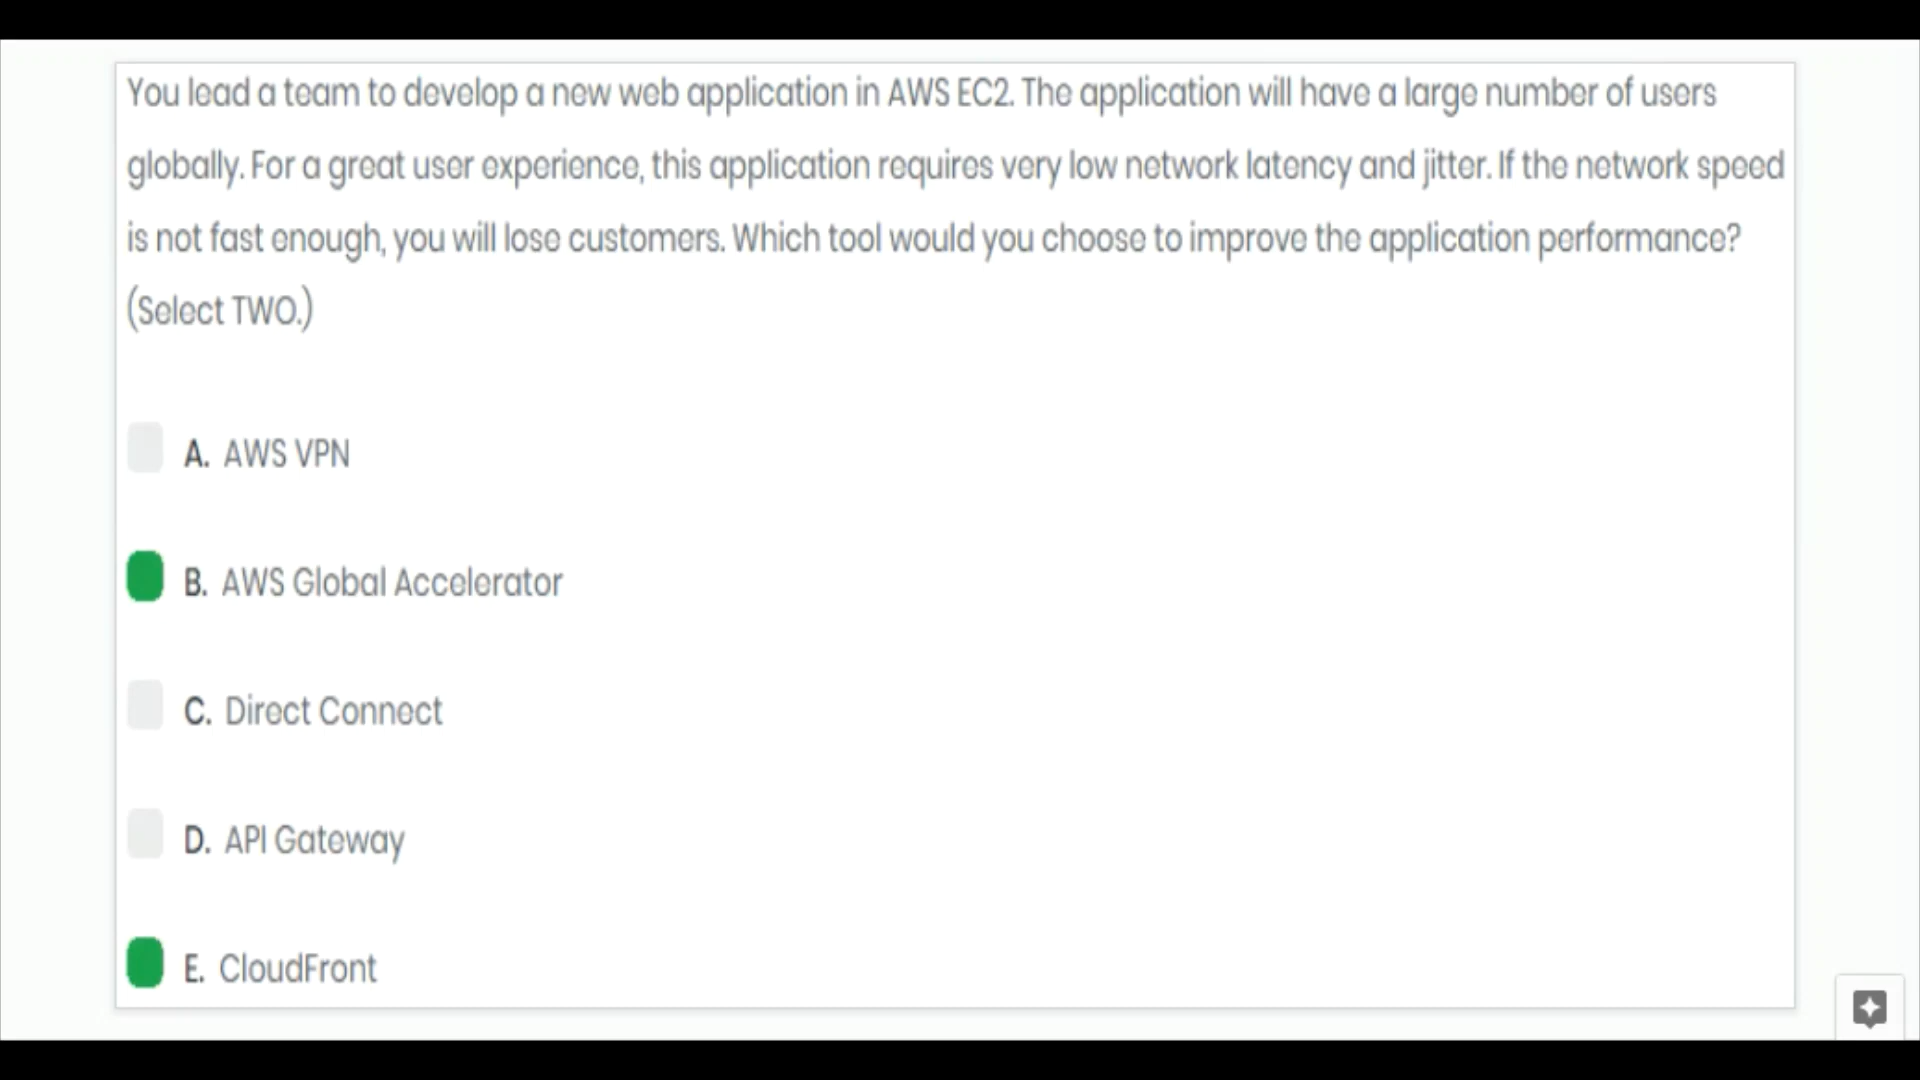 You lead a team to develop a new web application in AWS EC2. The application will have a large number of users
globally. For a great user experience, this application requires very low network latency and jitter. If the network speed
is not fast enough, you will lose customers. Which tool would you choose to improve the application performance?
(Select TWO.)
A. AWS VPN
B. AWS Global Accelerator
C. Direct Connect
D. API Gateway
E. CloudFront